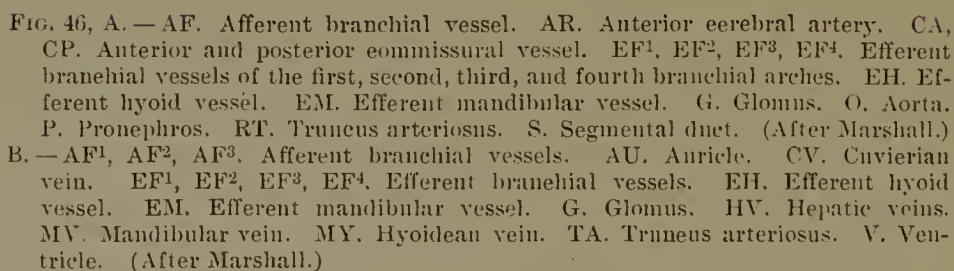 FIG. 46, A. — AF. Afferent branchial vessel. AR. Anterior cerebral artery. CA,
CP. Anterior and posterior commissural vessel. EF¹, EF², EF³, EF⁴. Efferent
branchial vessels of the first, second, third, and fourth branchial arches. EH. Ef-
ferent hyoid vessel. EM. Efferent mandibular vessel. G. Glomus. O. Aorta.
P. Pronephros. RT. Truncus arteriosus. S. Segmental duct. (After Marshall.)
B. — AF¹, AF², AF³. Afferent branchial vessels. AU. Auricle. CV. Cuvierian
vein. EF¹, EF², EF³, EF⁴. Efferent branchial vessels. EH. Efferent hyoid
vessel. EM. Efferent mandibular vessel. G. Glomus. HV. Hepatic veins.
MV. Mandibular vein. MY. Hyoidean vein. TA. Truncus arteriosus. V. Ven-
tricle. (After Marshall.)